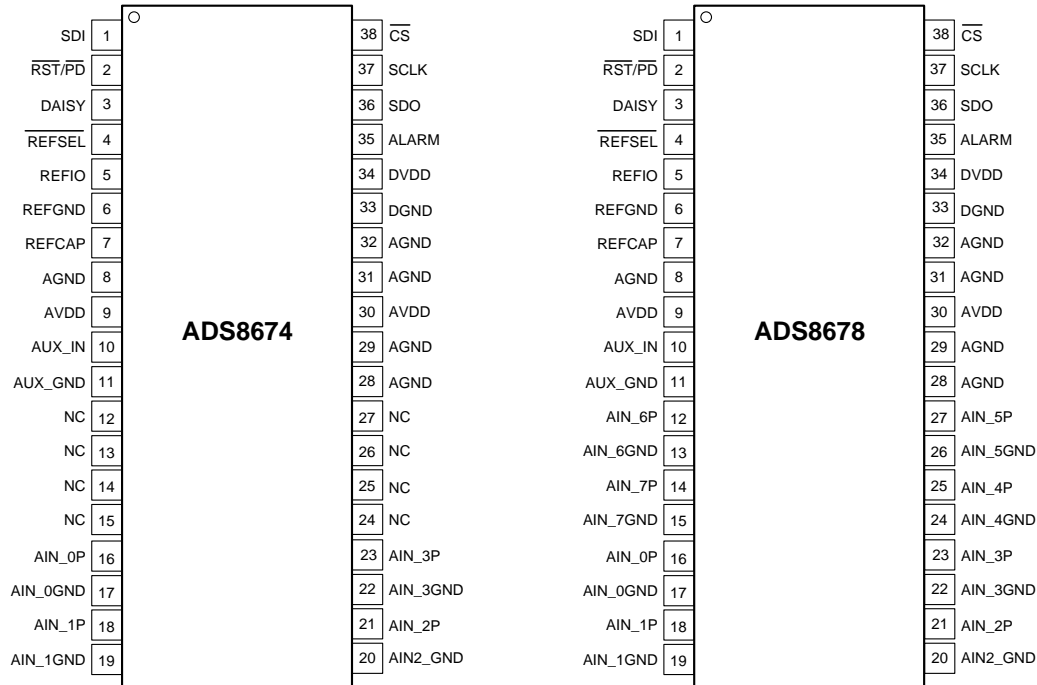 SDI 1 38 CS
RST/PD 2 37 SCLK
DAISY 3 36 SDO
REFSEL 4 35 ALARM
REFIO 5 34 DVDD
REFGND 6 33 DGND
REFCAP 7 32 AGND
AGND 8 31 AGND
AVDD 9 30 AVDD
ADS8674
AUX_IN 10 29 AGND
AUX_GND 11 28 AGND
NC 12 27 NC
NC 13 26 NC
NC 14 25 NC
NC 15 24 NC
AIN_0P 16 23 AIN_3P
AIN_0GND 17 22 AIN_3GND
AIN_1P 18 21 AIN_2P
AIN_1GND 19 20 AIN2_GND
SDI 1 38 CS
RST/PD 2 37 SCLK
DAISY 3 36 SDO
REFSEL 4 35 ALARM
REFIO 5 34 DVDD
REFGND 6 33 DGND
REFCAP 7 32 AGND
AGND 8 31 AGND
AVDD 9 30 AVDD
ADS8678
AUX_IN 10 29 AGND
AUX_GND 11 28 AGND
AIN_6P 12 27 AIN_5P
AIN_6GND 13 26 AIN_5GND
AIN_7P 14 25 AIN_4P
AIN_7GND 15 24 AIN_4GND
AIN_0P 16 23 AIN_3P
AIN_0GND 17 22 AIN_3GND
AIN_1P 18 21 AIN_2P
AIN_1GND 19 20 AIN2_GND